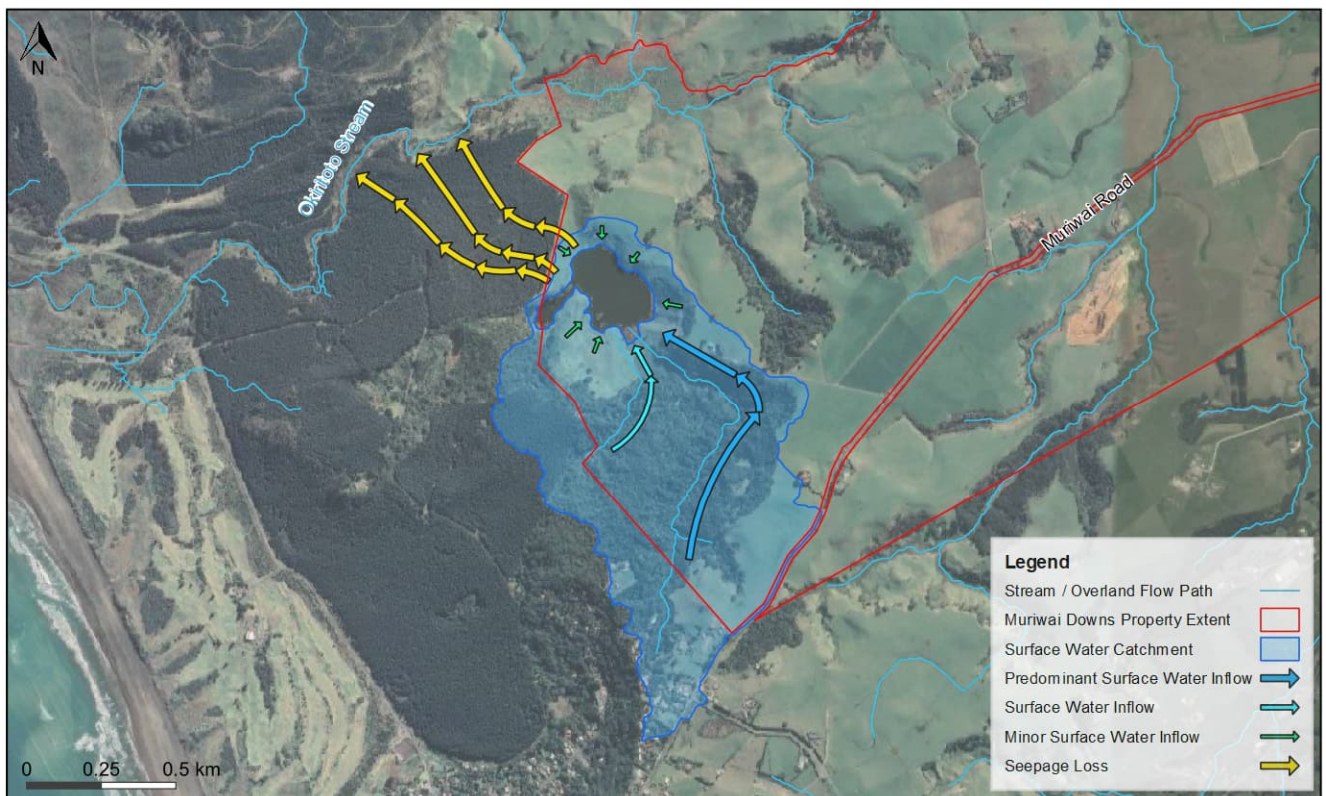 N
Okiritoto Stream
Muriwai Road
Legend
Stream / Overland Flow Path
Muriwai Downs Property Extent
Surface Water Catchment
Predominant Surface Water Inflow
Surface Water Inflow
Minor Surface Water Inflow
Seepage Loss
0 0.25 0.5 km